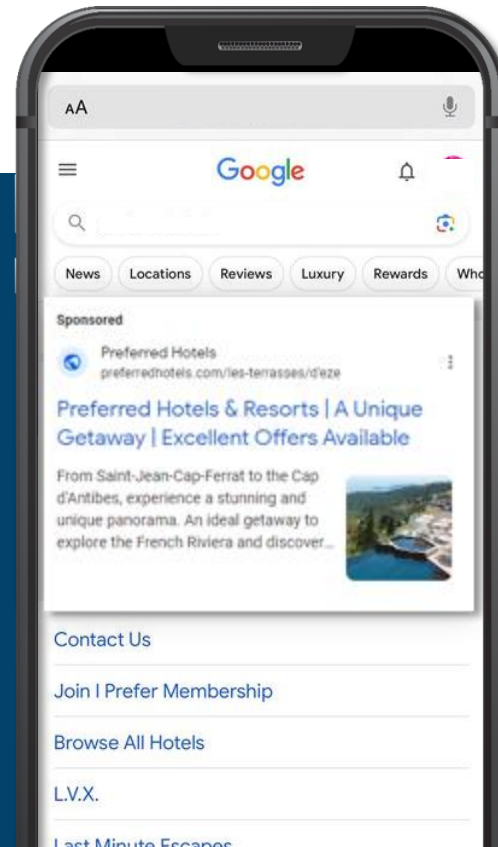 AA
Google
News Locations Reviews Luxury Rewards Who
Sponsored
Preferred Hotels
preferredhotels.com/les-terrasses/d'eze
Preferred Hotels & Resorts | A Unique
Getaway | Excellent Offers Available
From Saint-Jean-Cap-Ferrat to the Cap
d'Antibes, experience a stunning and
unique panorama. An ideal getaway to
explore the French Riviera and discover...
Contact Us
Join I Prefer Membership
Browse All Hotels
L.V.X.
Last Minute Escapes